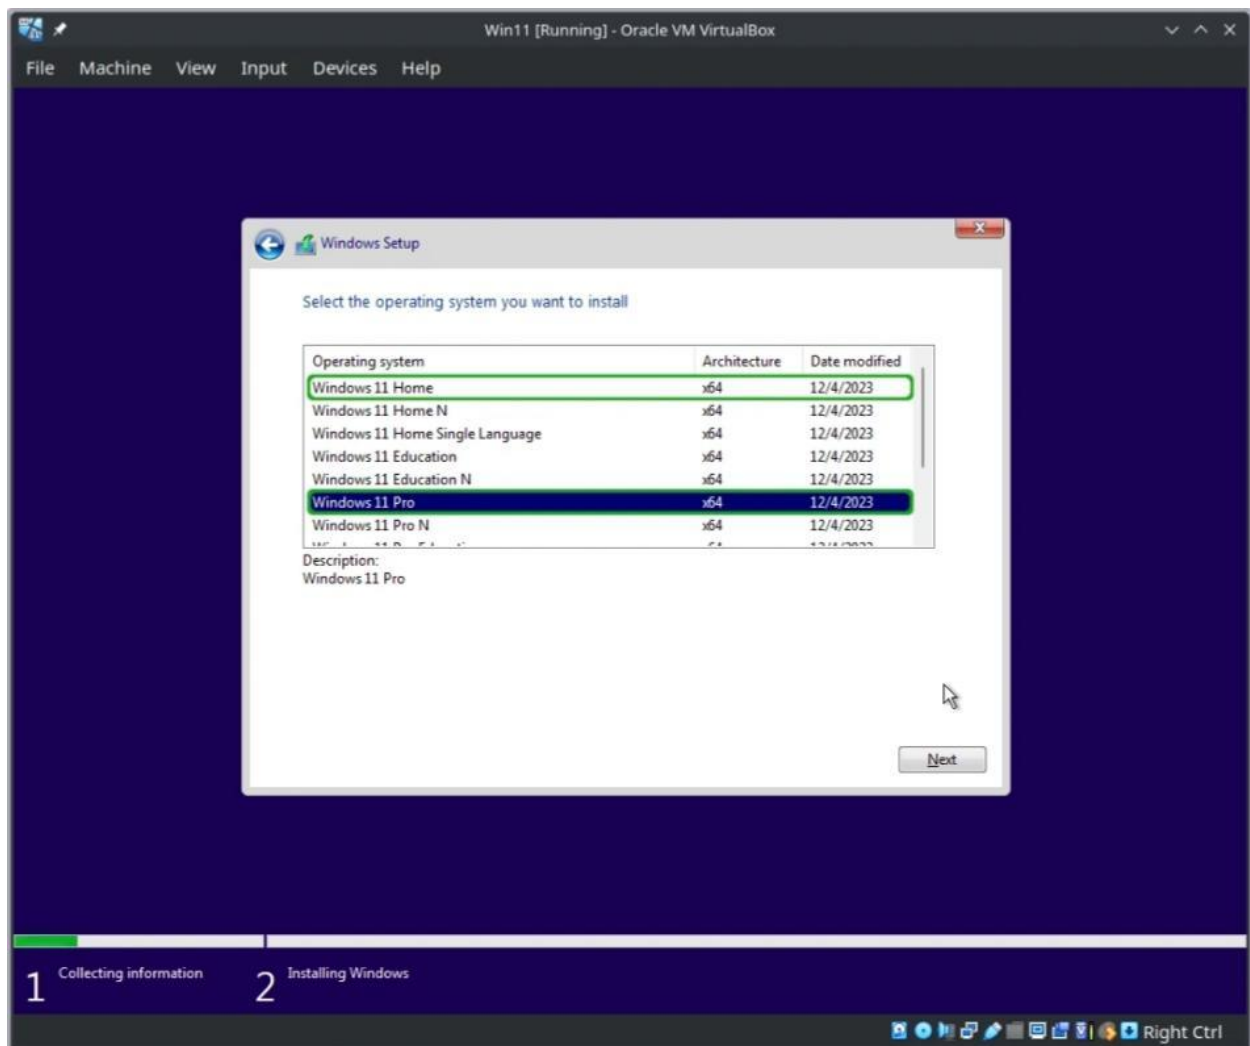 Win11 [Running] - Oracle VM VirtualBox
File Machine View Input Devices Help
Windows Setup
Select the operating system you want to install
Operating system Architecture Date modified
Windows 11 Home x64 12/4/2023
Windows 11 Home N x64 12/4/2023
Windows 11 Home Single Language x64 12/4/2023
Windows 11 Education x64 12/4/2023
Windows 11 Education N x64 12/4/2023
Windows 11 Pro x64 12/4/2023
Windows 11 Pro N x64 12/4/2023
Description:
Windows 11 Pro
Next
1 Collecting information 2 Installing Windows
Right Ctrl